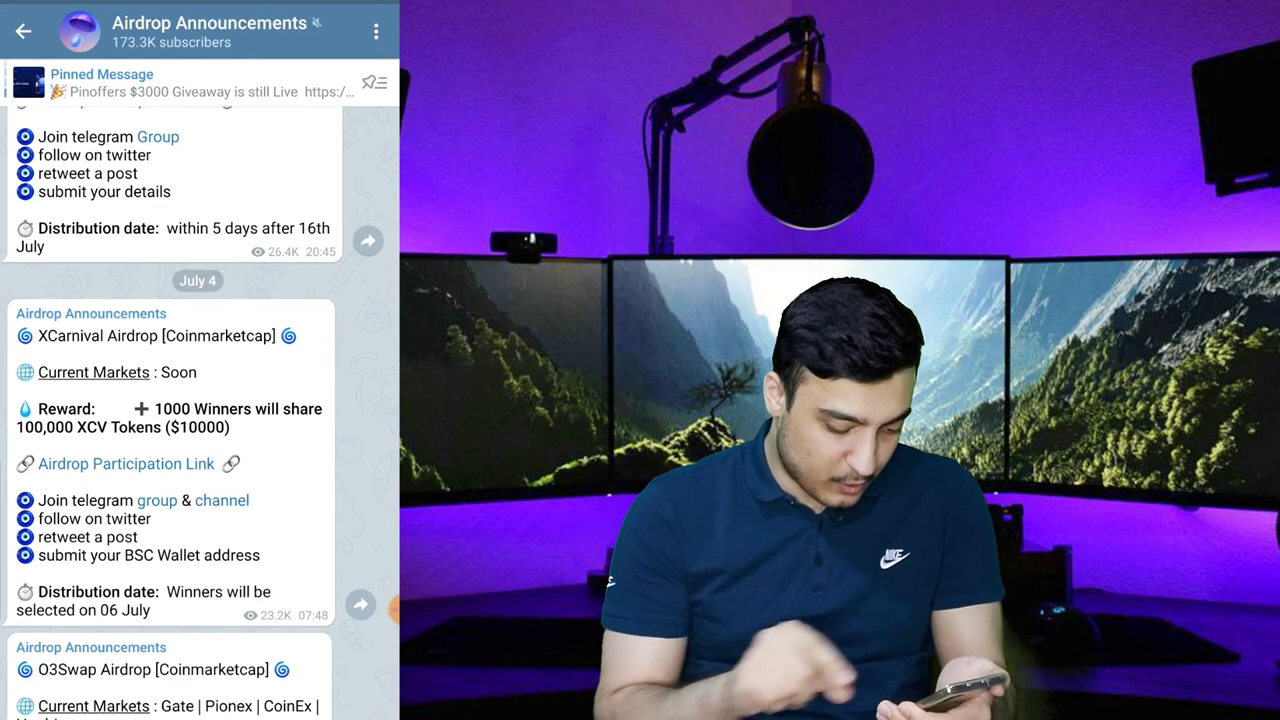 Airdrop Announcements
173.3K subscribers
Pinned Message
🎉 Pinoffers $3000 Giveaway is still Live https:/...
🧿 Join telegram Group
🧿 follow on twitter
🧿 retweet a post
🧿 submit your details
⏱ Distribution date: within 5 days after 16th
July
26.4K 20:45
July 4
Airdrop Announcements
🌀 XCarnival Airdrop [Coinmarketcap] 🌀
🌐 Current Markets : Soon
💧 Reward: ➕ 1000 Winners will share
100,000 XCV Tokens ($10000)
🔗 Airdrop Participation Link 🔗
🧿 Join telegram group & channel
🧿 follow on twitter
🧿 retweet a post
🧿 submit your BSC Wallet address
⏱ Distribution date: Winners will be
selected on 06 July
23.2K 07:48
Airdrop Announcements
🌀 O3Swap Airdrop [Coinmarketcap] 🌀
🌐 Current Markets : Gate | Pionex | CoinEx |
NIKE